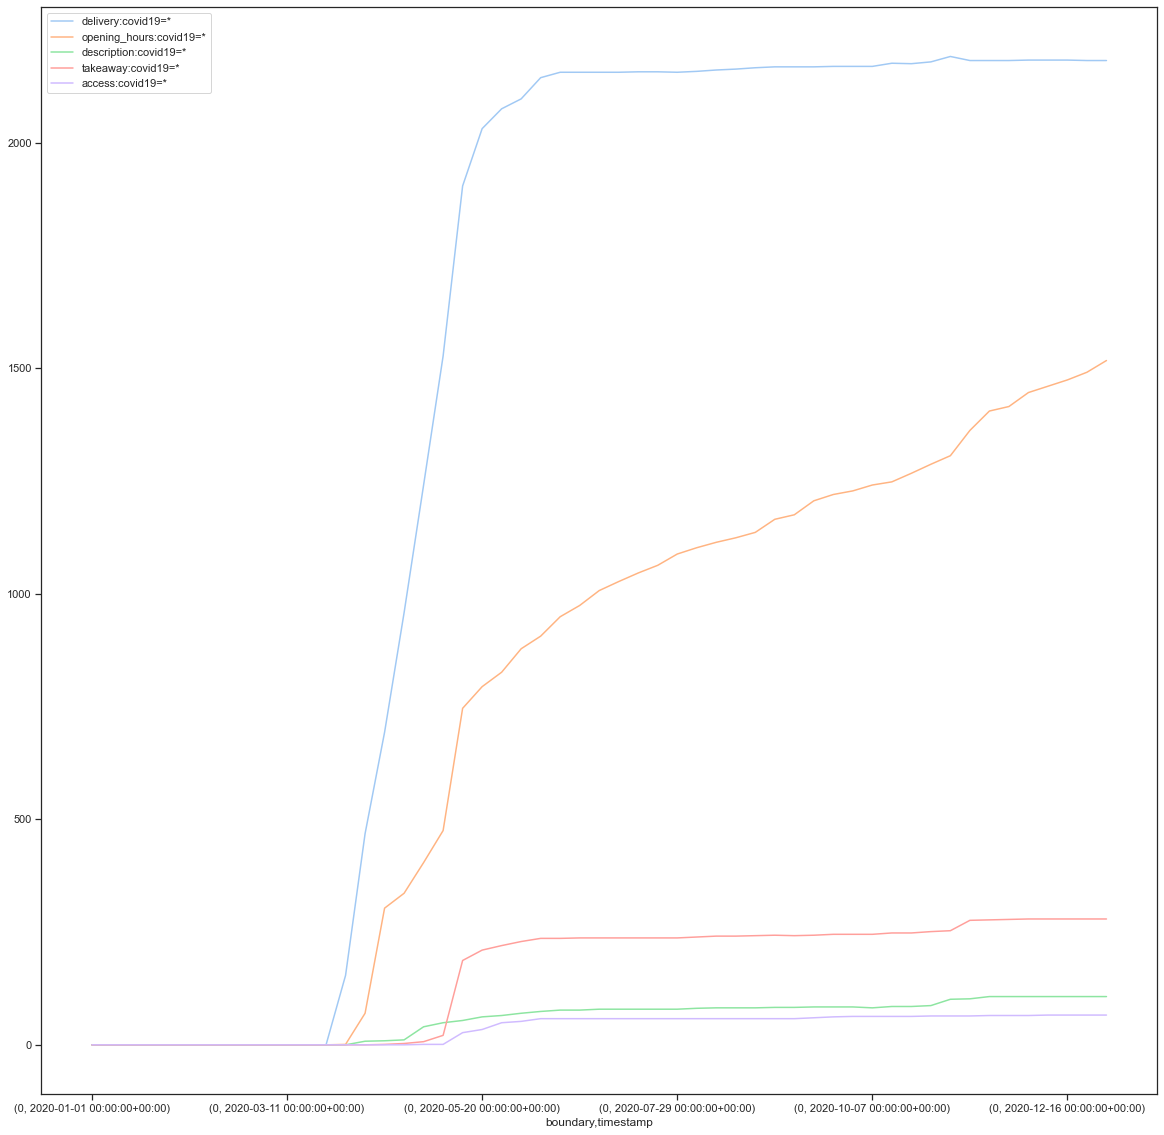 delivery:covid19=*
opening_hours:covid19=*
description:covid19=*
takeaway:covid19=*
access:covid19=*
2000
1500
1000
500
0
(0, 2020-01-01 00:00:00+00:00)
(0, 2020-03-11 00:00:00+00:00)
(0, 2020-05-20 00:00:00+00:00)
(0, 2020-07-29 00:00:00+00:00)
(0, 2020-10-07 00:00:00+00:00)
(0, 2020-12-16 00:00:00+00:00)
boundary,timestamp